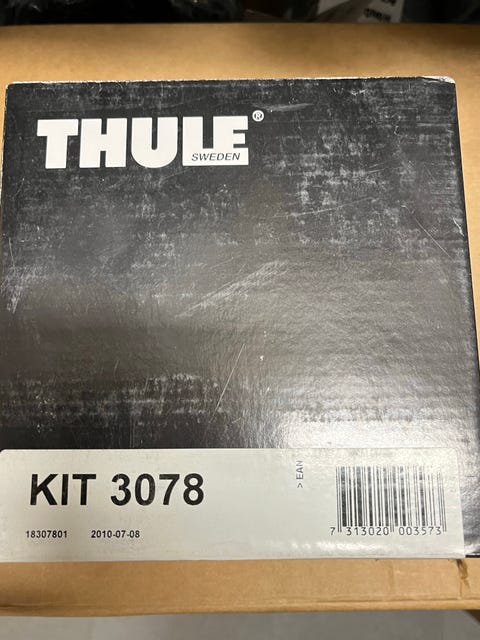 THULE®
SWEDEN
KIT 3078
> EAN
18307801 2010-07-08
7 313020 003573